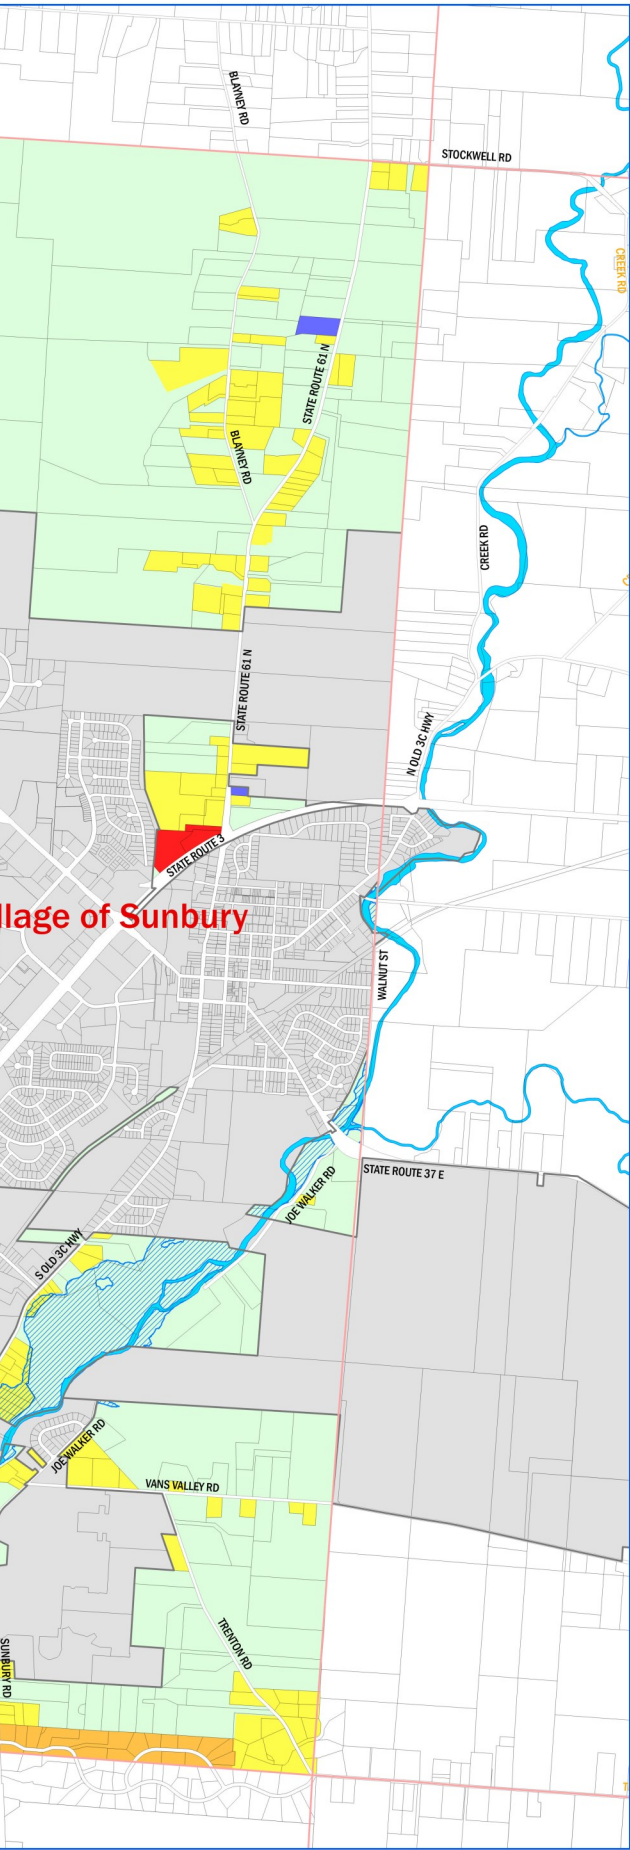 BLAYNEY RD
STOCKWELL RD
CREEK RD
STATE ROUTE 61 N
BLAYNEY RD
CREEK RD
STATE ROUTE 61 N
N OLD 3C HWY
STATE ROUTE 3
llage of Sunbury
WALNUT ST
STATE ROUTE 37 E
JOE WALKER RD
S OLD 3C HWY
JOE WALKER RD
VANS VALLEY RD
TRENTON RD
SUNBURY RD